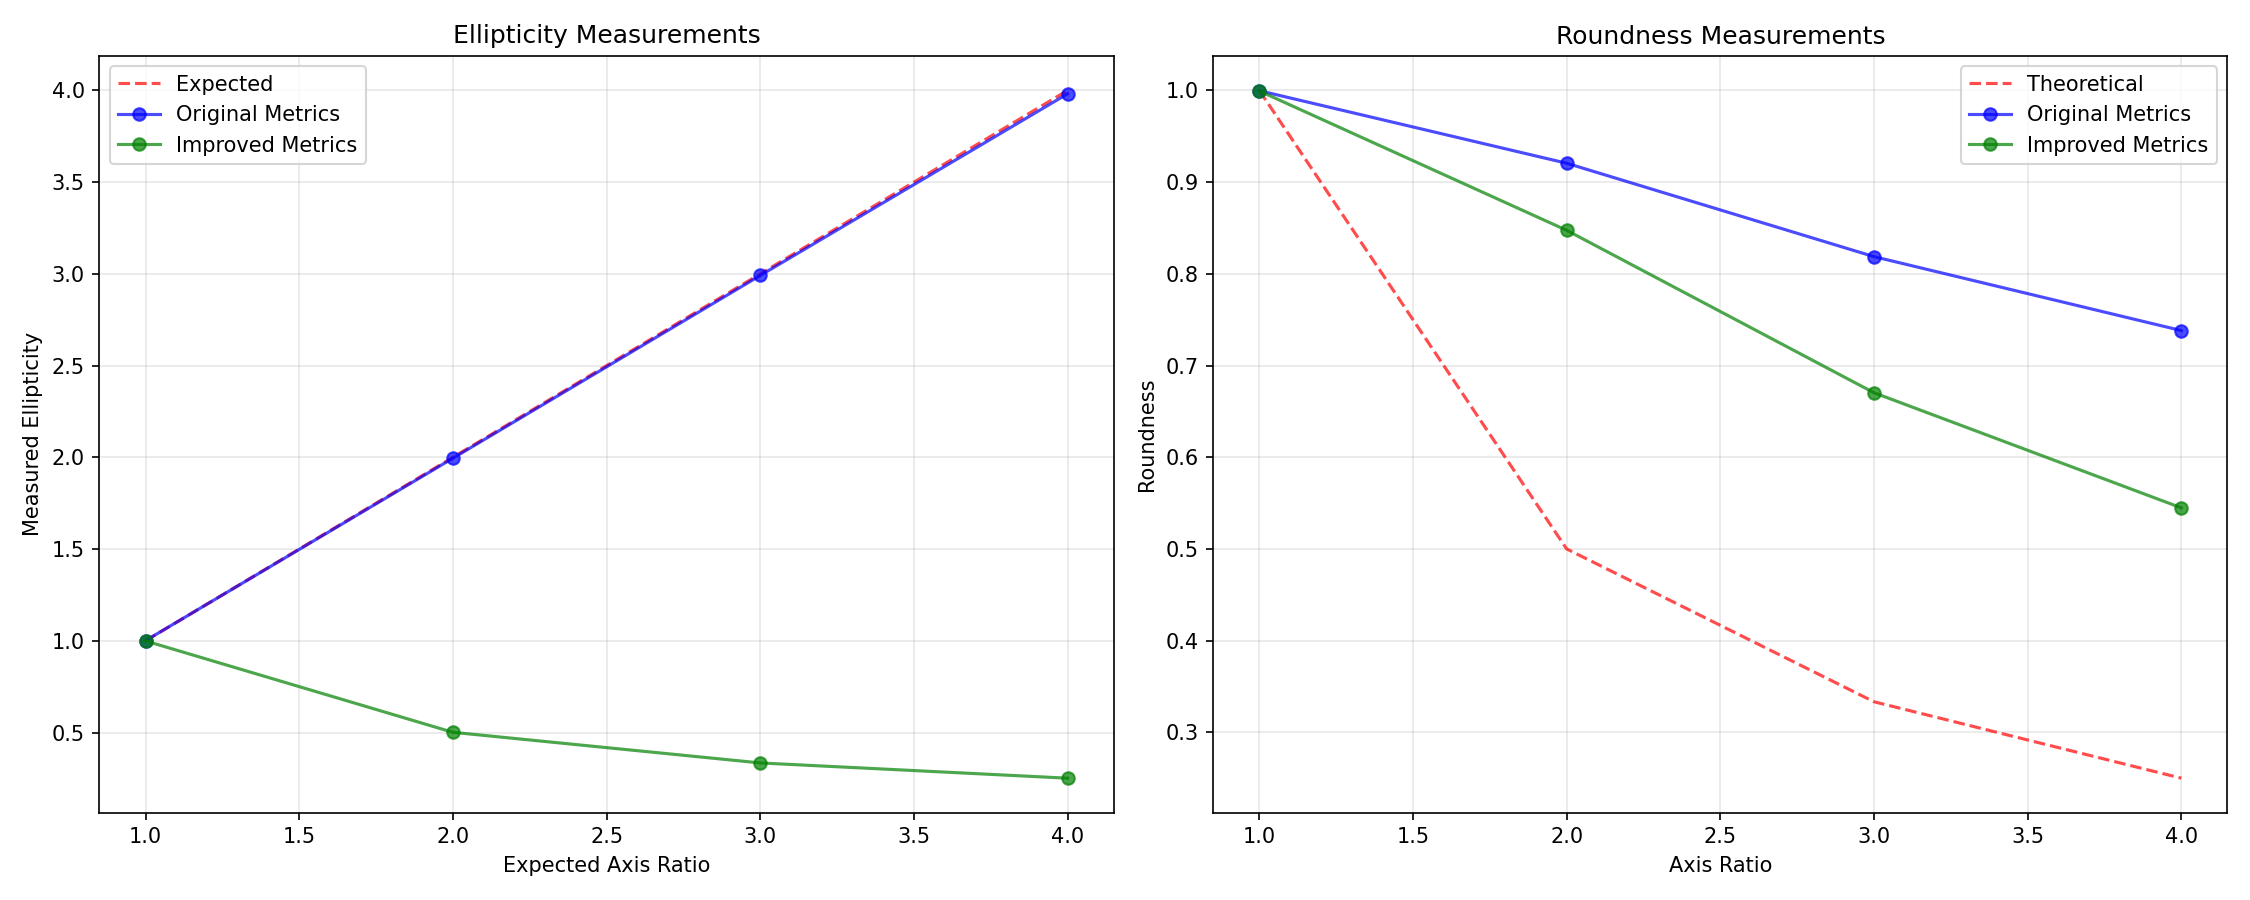 Ellipticity Measurements
Expected
Original Metrics
Improved Metrics
4.0
3.5
3.0
2.5
2.0
1.5
1.0
0.5
Measured Ellipticity
1.0 1.5 2.0 2.5 3.0 3.5 4.0
Expected Axis Ratio
Roundness Measurements
Theoretical
Original Metrics
Improved Metrics
1.0
0.9
0.8
0.7
0.6
0.5
0.4
0.3
Roundness
1.0 1.5 2.0 2.5 3.0 3.5 4.0
Axis Ratio